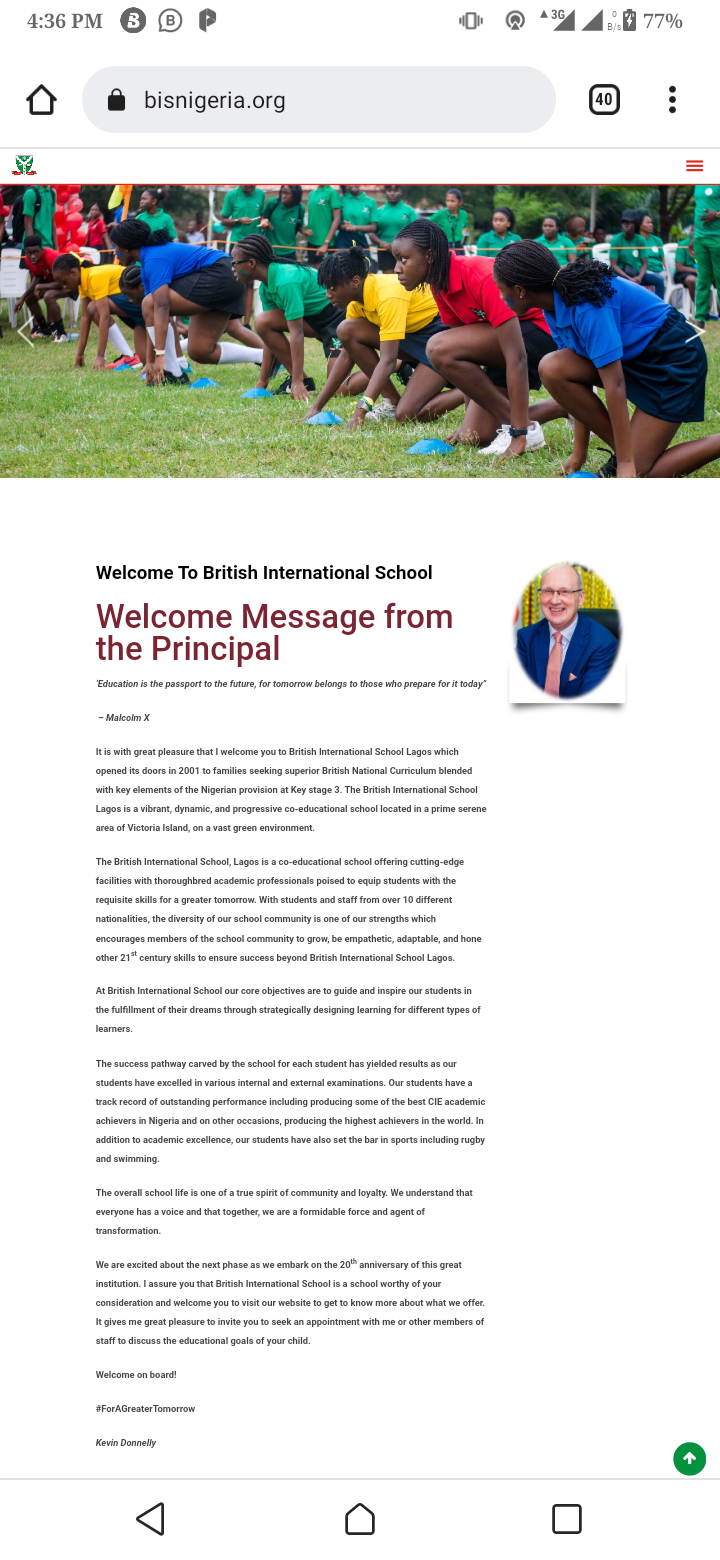 4:36 PM
3G
0
B/s
77%
bisnigeria.org
40
Welcome To British International School
Welcome Message from
the Principal
‘Education is the passport to the future, for tomorrow belongs to those who prepare for it today”
– Malcolm X
It is with great pleasure that I welcome you to British International School Lagos which
opened its doors in 2001 to families seeking superior British National Curriculum blended
with key elements of the Nigerian provision at Key stage 3. The British International School
Lagos is a vibrant, dynamic, and progressive co-educational school located in a prime serene
area of Victoria Island, on a vast green environment.
The British International School, Lagos is a co-educational school offering cutting-edge
facilities with thoroughbred academic professionals poised to equip students with the
requisite skills for a greater tomorrow. With students and staff from over 10 different
nationalities, the diversity of our school community is one of our strengths which
encourages members of the school community to grow, be empathetic, adaptable, and hone
other 21st century skills to ensure success beyond British International School Lagos.
At British International School our core objectives are to guide and inspire our students in
the fulfillment of their dreams through strategically designing learning for different types of
learners.
The success pathway carved by the school for each student has yielded results as our
students have excelled in various internal and external examinations. Our students have a
track record of outstanding performance including producing some of the best CIE academic
achievers in Nigeria and on other occasions, producing the highest achievers in the world. In
addition to academic excellence, our students have also set the bar in sports including rugby
and swimming.
The overall school life is one of a true spirit of community and loyalty. We understand that
everyone has a voice and that together, we are a formidable force and agent of
transformation.
We are excited about the next phase as we embark on the 20th anniversary of this great
institution. I assure you that British International School is a school worthy of your
consideration and welcome you to visit our website to get to know more about what we offer.
It gives me great pleasure to invite you to seek an appointment with me or other members of
staff to discuss the educational goals of your child.
Welcome on board!
#ForAGreaterTomorrow
Kevin Donnelly